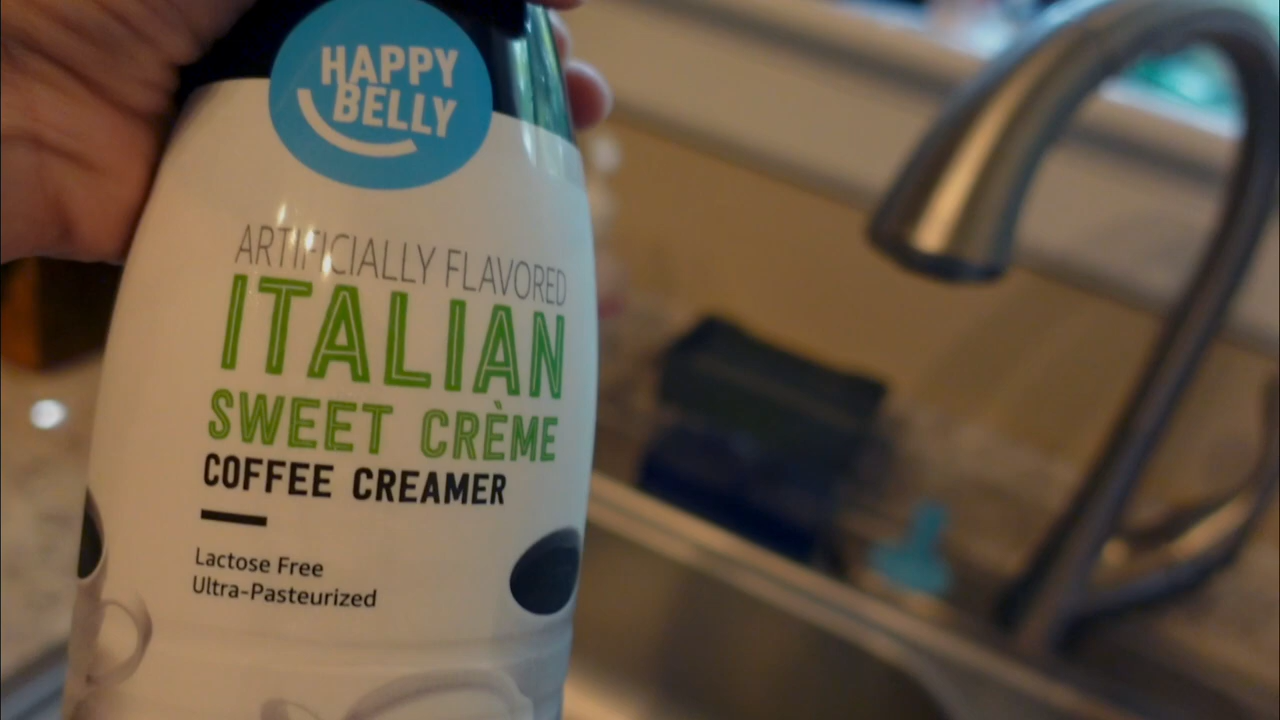 HAPPY
BELLY
ARTIFICIALLY FLAVORED
ITALIAN
SWEET CRÈME
COFFEE CREAMER
Lactose Free
Ultra-Pasteurized